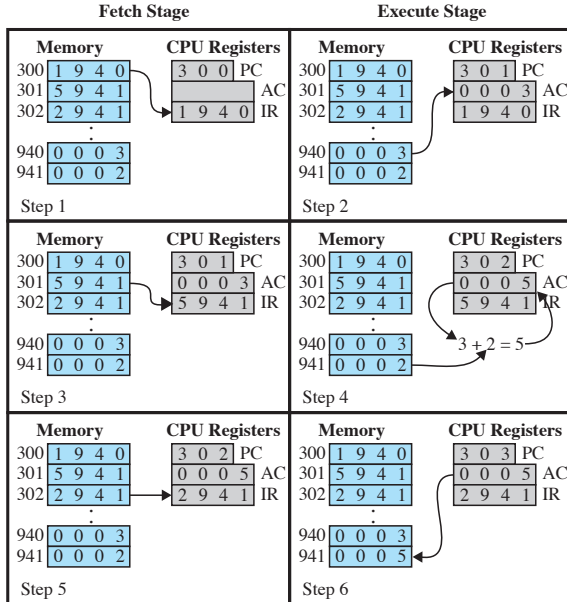 Fetch Stage Execute Stage
Memory CPU Registers
300 1 9 4 0 3 0 0 PC
301 5 9 4 1 AC
302 2 9 4 1 1 9 4 0 IR
940 0 0 0 3
941 0 0 0 2
Step 1
Memory CPU Registers
300 1 9 4 0 3 0 1 PC
301 5 9 4 1 0 0 0 3 AC
302 2 9 4 1 1 9 4 0 IR
940 0 0 0 3
941 0 0 0 2
Step 2
Memory CPU Registers
300 1 9 4 0 3 0 1 PC
301 5 9 4 1 0 0 0 3 AC
302 2 9 4 1 5 9 4 1 IR
940 0 0 0 3
941 0 0 0 2
Step 3
Memory CPU Registers
300 1 9 4 0 3 0 2 PC
301 5 9 4 1 0 0 0 5 AC
302 2 9 4 1 5 9 4 1 IR
940 0 0 0 3 3 + 2 = 5
941 0 0 0 2
Step 4
Memory CPU Registers
300 1 9 4 0 3 0 2 PC
301 5 9 4 1 0 0 0 5 AC
302 2 9 4 1 2 9 4 1 IR
940 0 0 0 3
941 0 0 0 2
Step 5
Memory CPU Registers
300 1 9 4 0 3 0 3 PC
301 5 9 4 1 0 0 0 5 AC
302 2 9 4 1 2 9 4 1 IR
940 0 0 0 3
941 0 0 0 5
Step 6